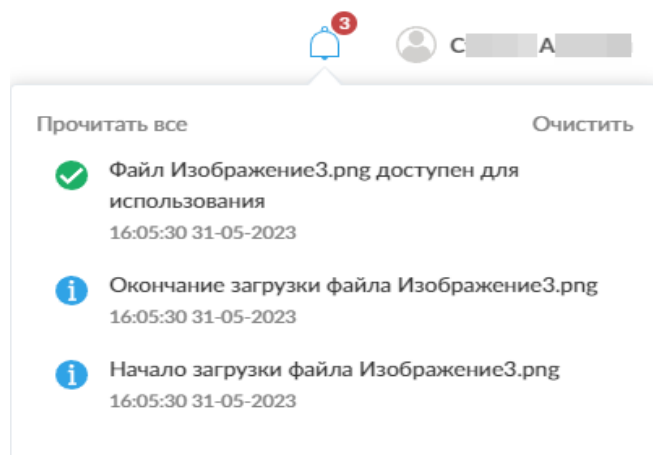 3
С А
Прочитать все Очистить
Файл Изображение3.png доступен для
использования
16:05:30 31-05-2023
Окончание загрузки файла Изображение3.png
16:05:30 31-05-2023
Начало загрузки файла Изображение3.png
16:05:30 31-05-2023